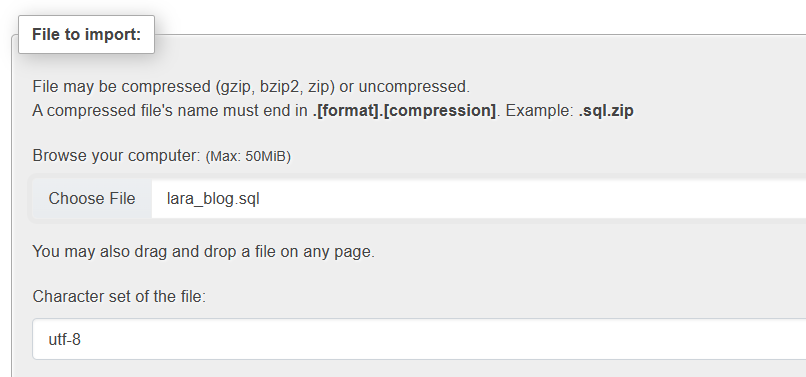 File to import:
File may be compressed (gzip, bzip2, zip) or uncompressed.
A compressed file's name must end in .[format].[compression]. Example: .sql.zip
Browse your computer: (Max: 50MiB)
Choose File lara_blog.sql
You may also drag and drop a file on any page.
Character set of the file:
utf-8